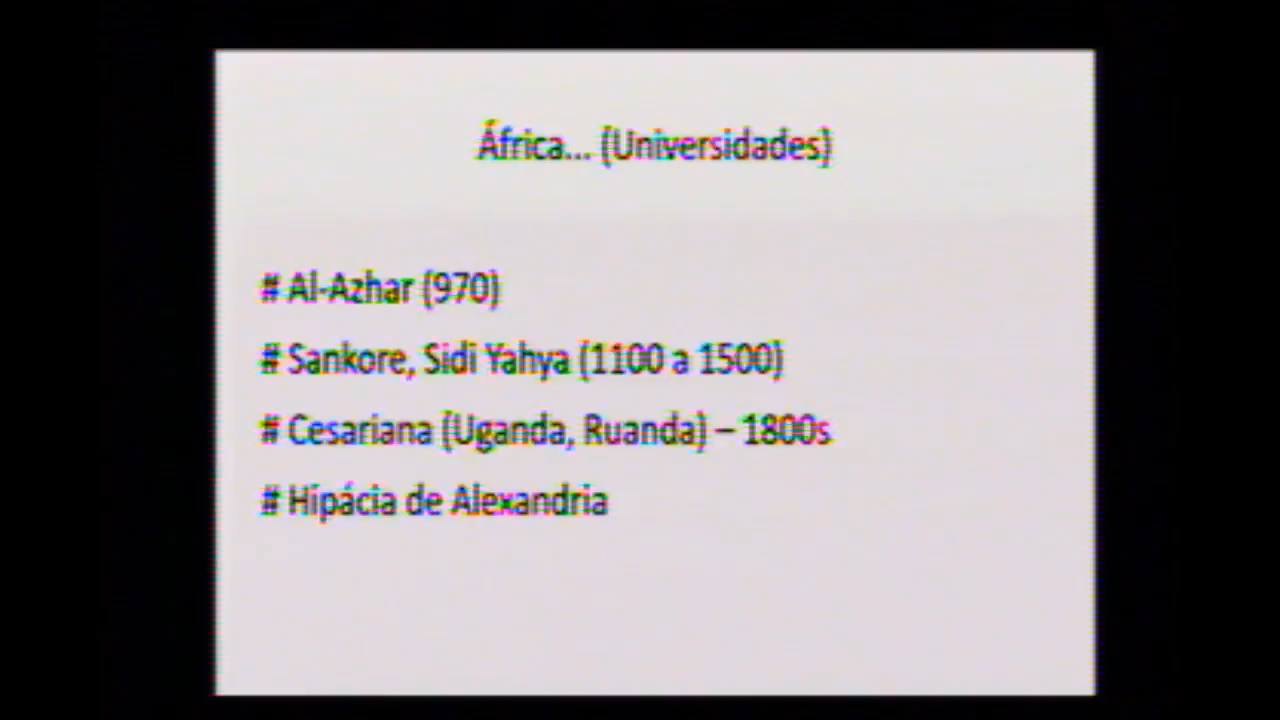 África... (Universidades)
# Al-Azhar (970)
# Sankore, Sidi Yahya (1100 a 1500)
# Cesariana (Uganda, Ruanda) – 1800s
# Hipácia de Alexandria